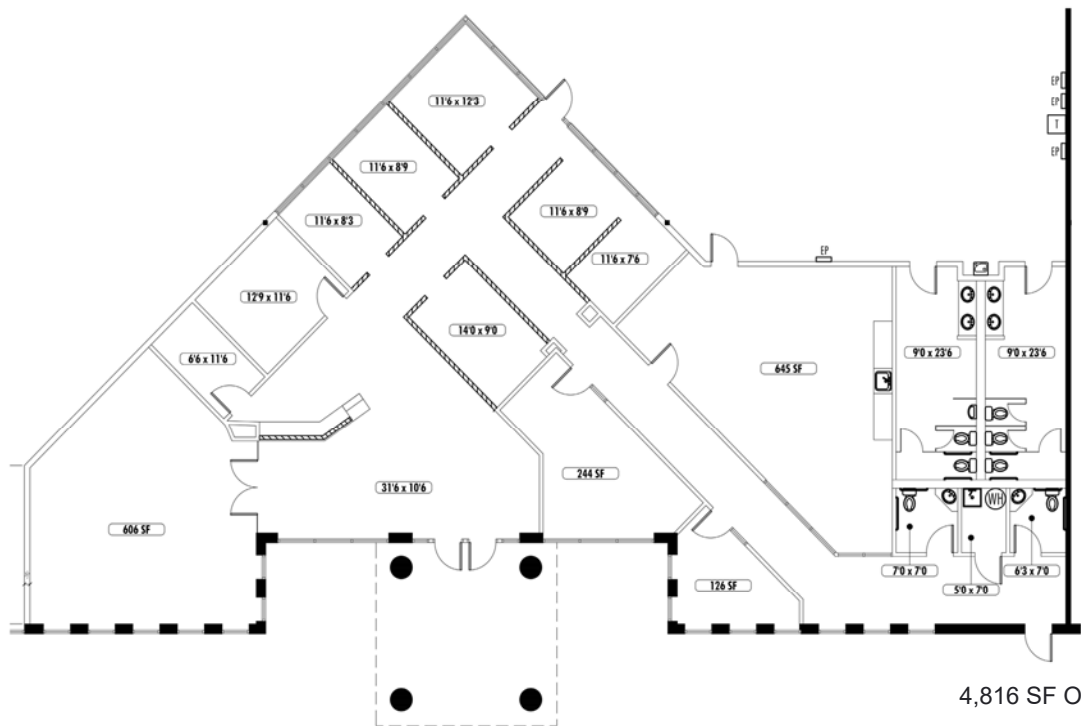 11'6 x 12'3
EP
EP
T
EP
11'6 x 8'9
11'6 x 8'3
11'6 x 8'9
11'6 x 7'6
EP
12'9 x 11'6
14'0 x 9'0
6'6 x 11'6
645 SF
9'0 x 23'6
9'0 x 23'6
244 SF
31'6 x 10'6
606 SF
WH
7'0 x 7'0
5'0 x 7'0
6'3 x 7'0
126 SF
4,816 SF O